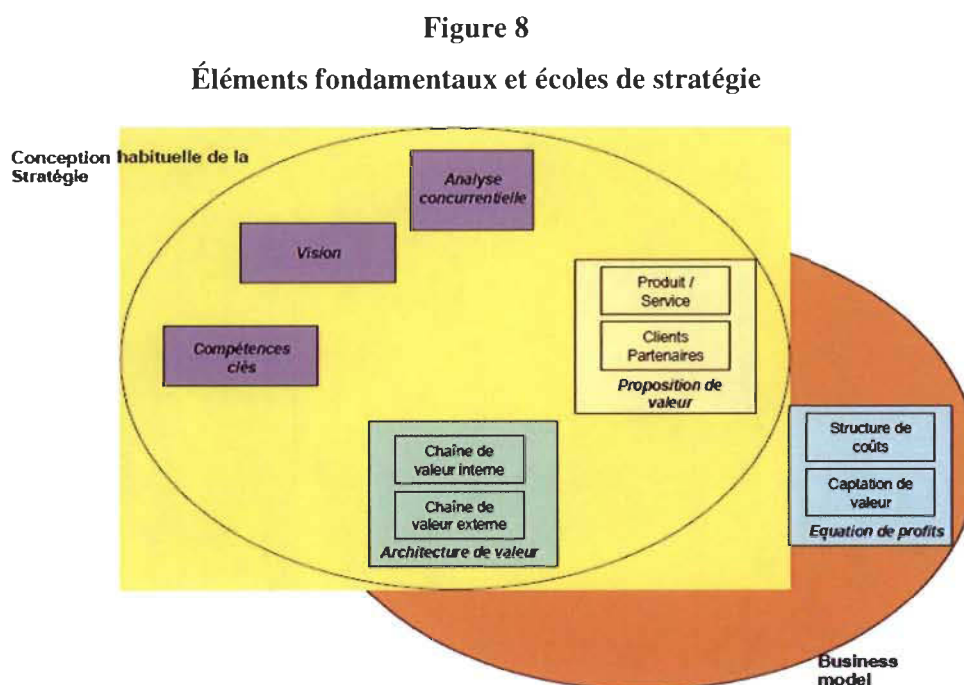 Figure 8
Éléments fondamentaux et écoles de stratégie
Conception habituelle de la
Stratégie
Analyse
concurrentielle
Vision
Compétences
clès
Produit /
Service
Clients
Partenaires
Proposition de
valeur
Chaîne de
valeur interne
Chaîne de
valeur externe
Architecture de valeur
Structure de
coûts
Captation de
valeur
Equation de profits
Business
model